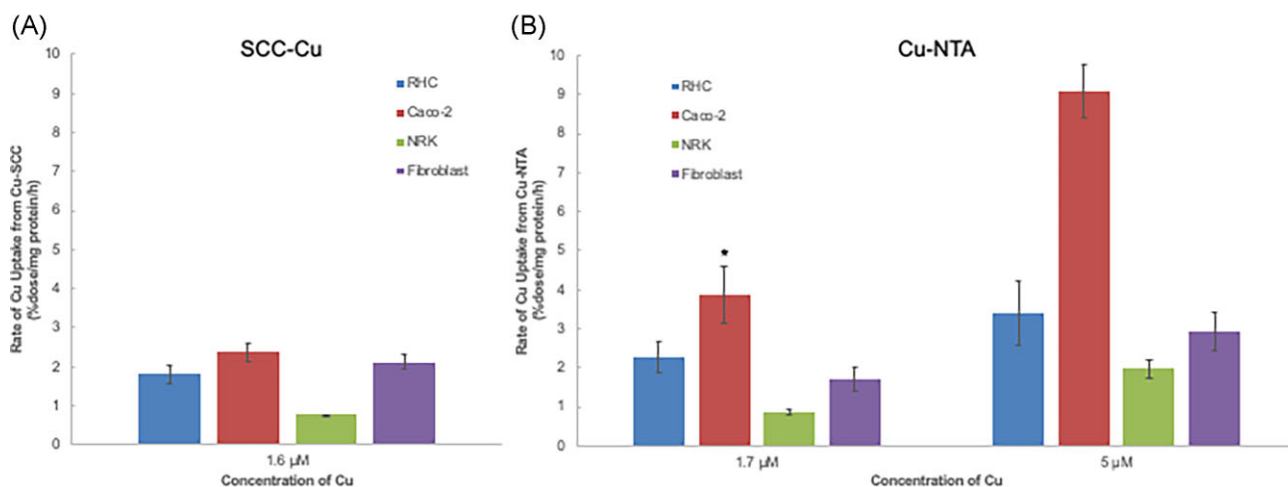 (A)
SCC-Cu
Rate of Cu Uptake from Cu-SCC
(%dose/mg protein/h)
10
9
8
7
6
5
4
3
2
1
0
RHC
Caco-2
NRK
Fibroblast
1.6 µM
Concentration of Cu
(B)
Cu-NTA
Rate of Cu Uptake from Cu-NTA
(%dose/mg protein/h)
10
9
8
7
6
5
4
3
2
1
0
RHC
Caco-2
NRK
Fibroblast
*
1.7 µM
5 µM
Concentration of Cu